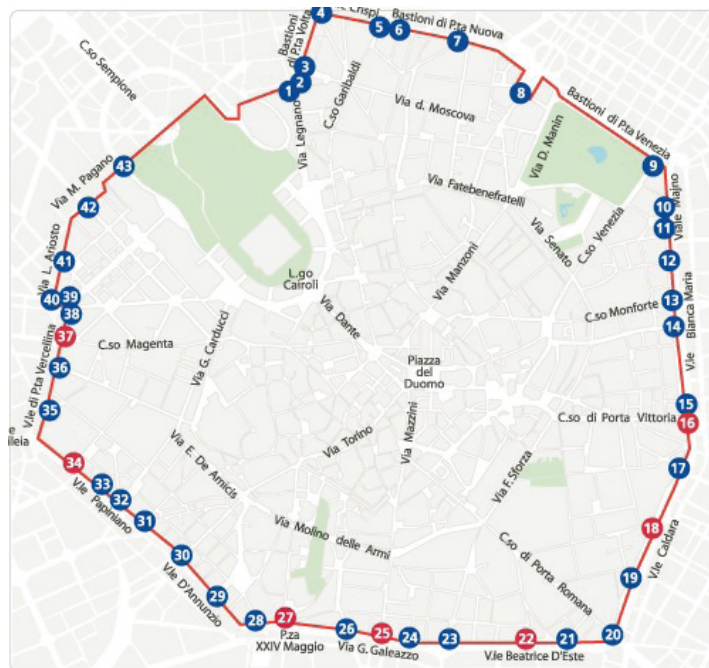 4
Crispi
Bastioni di P.ta Nuova
5
6
7
C.so Sempione
Bastioni
di P.ta Volta
3
2
1
8
C.so Garibaldi
Via d. Moscova
Bastioni di P.ta Venezia
Via Legnano
Via D. Manin
43
Via M. Pagano
9
Via Fatebenefratelli
42
10
11
Viale Majno
Via L. Ariosto
Via Senato
C.so Venezia
41
12
L.go
Cairoli
Via Manzoni
40
39
38
13
C.so Monforte
14
V.le Bianca Maria
37
V.le di P.ta Vercellina
C.so Magenta
Via G. Carducci
Via Dante
36
Piazza
del
Duomo
35
15
C.so di Porta Vittoria
16
Via Mazzini
Via Torino
Via E. De Amicis
34
17
33
32
V.le Papiniano
31
Via F. Sforza
18
Via Molino delle Armi
C.so di Porta Romana
V.le Caldara
30
19
29
V.le D'Annunzio
28
27
P.za
XXIV Maggio
26
25
Via G. Galeazzo
24
23
22
V.le Beatrice D'Este
21
20